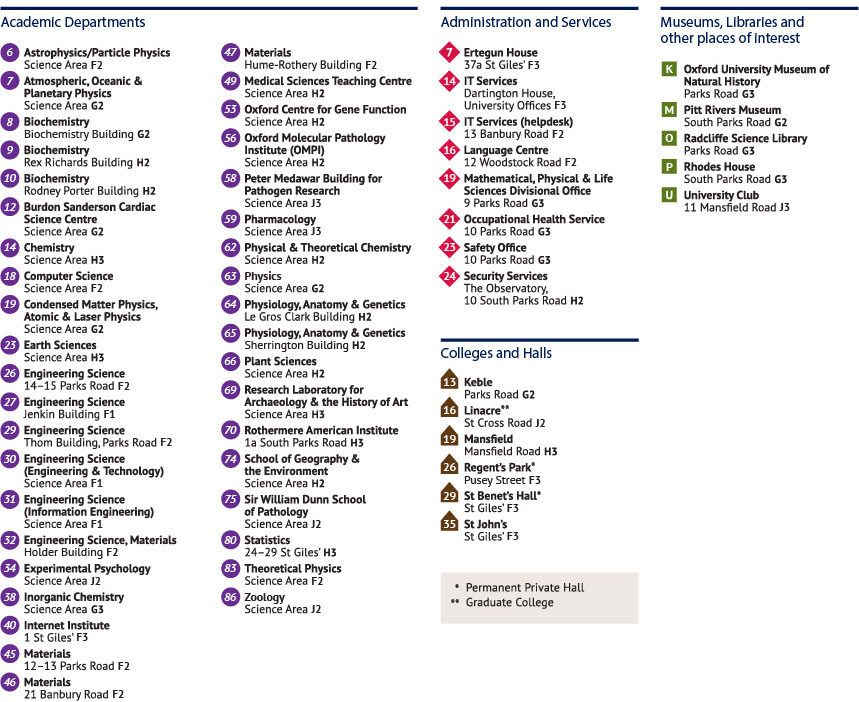 Academic Departments
6 Astrophysics/Particle Physics
Science Area F2
7 Atmospheric, Oceanic &
Planetary Physics
Science Area G2
8 Biochemistry
Biochemistry Building G2
9 Biochemistry
Rex Richards Building H2
10 Biochemistry
Rodney Porter Building H2
12 Burdon Sanderson Cardiac
Science Centre
Science Area G2
14 Chemistry
Science Area H3
18 Computer Science
Science Area F2
19 Condensed Matter Physics,
Atomic & Laser Physics
Science Area G2
23 Earth Sciences
Science Area H3
26 Engineering Science
14–15 Parks Road F2
27 Engineering Science
Jenkin Building F1
29 Engineering Science
Thom Building, Parks Road F2
30 Engineering Science
(Engineering & Technology)
Science Area F1
31 Engineering Science
(Information Engineering)
Science Area F1
32 Engineering Science, Materials
Holder Building F2
34 Experimental Psychology
Science Area J2
38 Inorganic Chemistry
Science Area G3
40 Internet Institute
1 St Giles' F3
45 Materials
12–13 Parks Road F2
46 Materials
21 Banbury Road F2
47 Materials
Hume-Rothery Building F2
49 Medical Sciences Teaching Centre
Science Area H2
53 Oxford Centre for Gene Function
Science Area H2
56 Oxford Molecular Pathology
Institute (OMPI)
Science Area H2
58 Peter Medawar Building for
Pathogen Research
Science Area J3
59 Pharmacology
Science Area J3
62 Physical & Theoretical Chemistry
Science Area H2
63 Physics
Science Area G2
64 Physiology, Anatomy & Genetics
Le Gros Clark Building H2
65 Physiology, Anatomy & Genetics
Sherrington Building H2
66 Plant Sciences
Science Area H2
69 Research Laboratory for
Archaeology & the History of Art
Science Area H3
70 Rothermere American Institute
1a South Parks Road H3
74 School of Geography &
the Environment
Science Area H2
75 Sir William Dunn School
of Pathology
Science Area J2
80 Statistics
24–29 St Giles' H3
83 Theoretical Physics
Science Area F2
86 Zoology
Science Area J2
Administration and Services
7 Ertegun House
37a St Giles' F3
14 IT Services
Dartington House,
University Offices F3
15 IT Services (helpdesk)
13 Banbury Road F2
16 Language Centre
12 Woodstock Road F2
19 Mathematical, Physical & Life
Sciences Divisional Office
9 Parks Road G3
21 Occupational Health Service
10 Parks Road G3
23 Safety Office
10 Parks Road G3
24 Security Services
The Observatory,
10 South Parks Road H2
Colleges and Halls
13 Keble
Parks Road G2
16 Linacre**
St Cross Road J2
19 Mansfield
Mansfield Road H3
26 Regent's Park*
Pusey Street F3
29 St Benet's Hall*
St Giles' F3
35 St John's
St Giles' F3
* Permanent Private Hall
** Graduate College
Museums, Libraries and
other places of interest
K Oxford University Museum of
Natural History
Parks Road G3
M Pitt Rivers Museum
South Parks Road G2
O Radcliffe Science Library
Parks Road G3
P Rhodes House
South Parks Road G3
U University Club
11 Mansfield Road J3